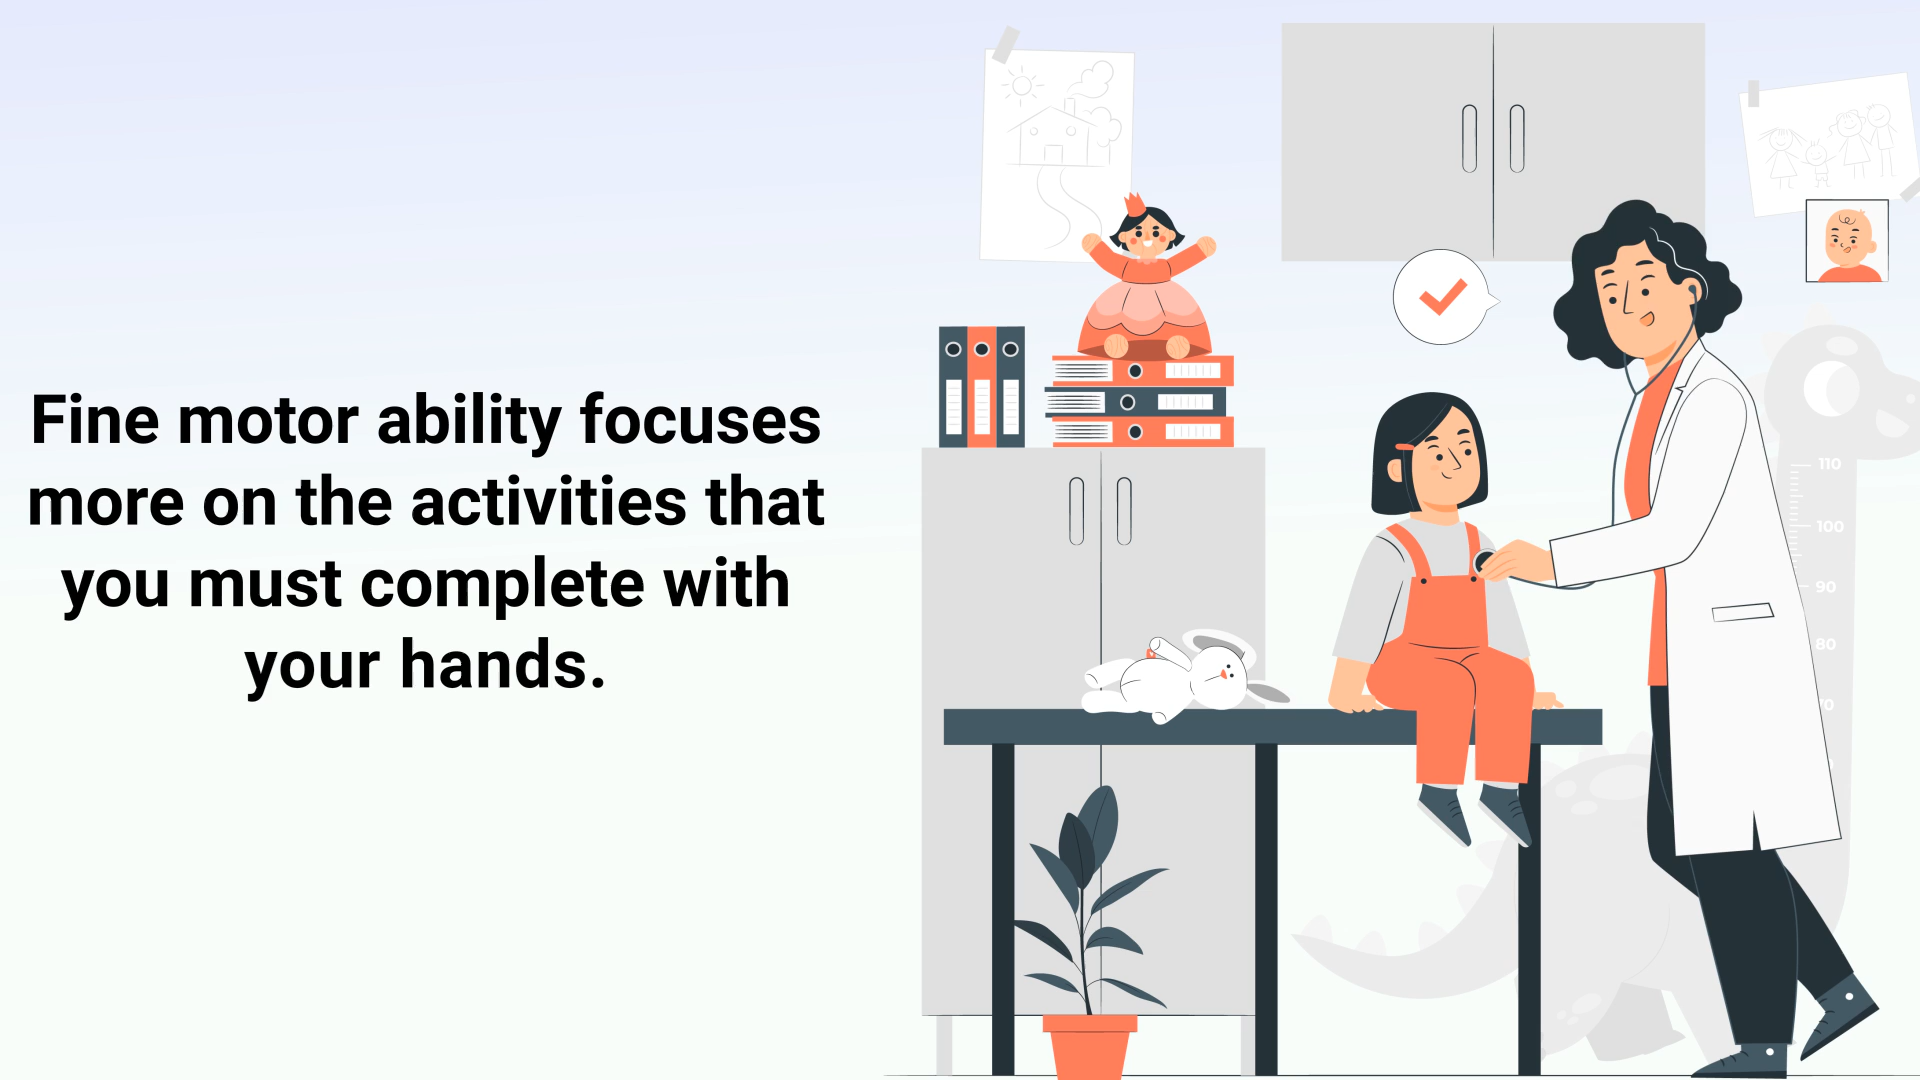 Fine motor ability focuses
more on the activities that
you must complete with
your hands.
110
100
90
80
70